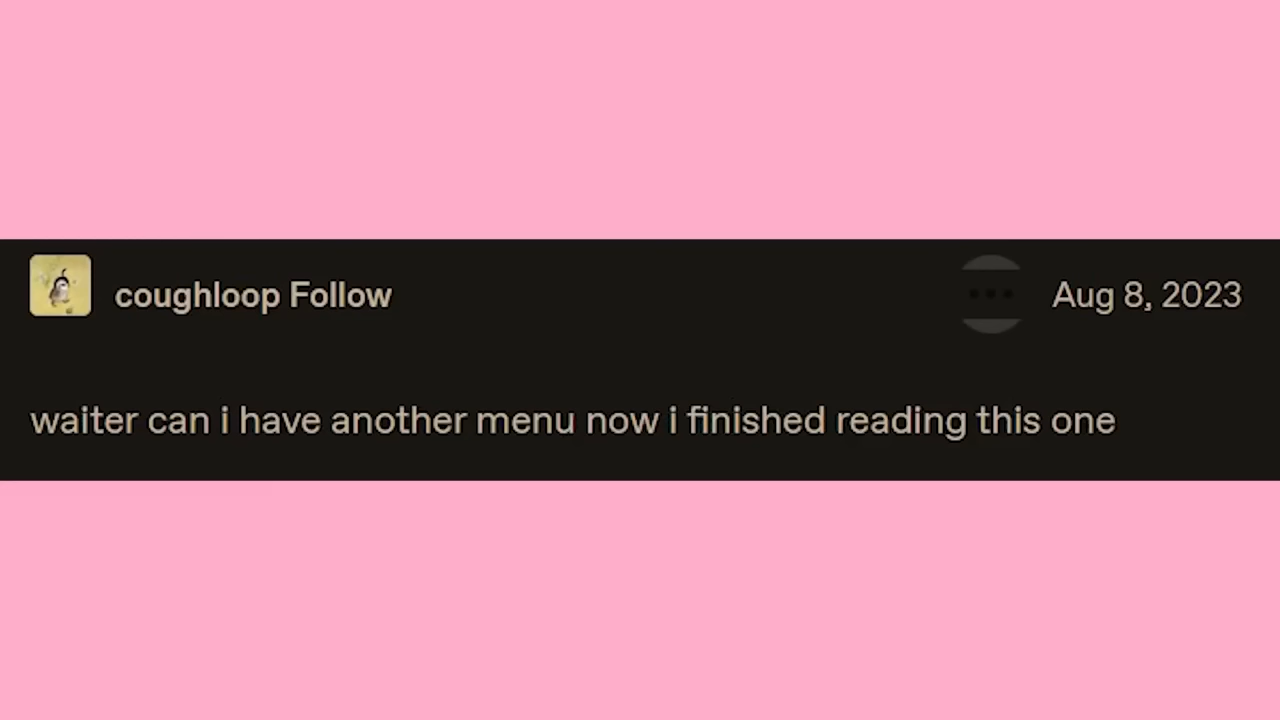 coughloop Follow Aug 8, 2023
waiter can i have another menu now i finished reading this one